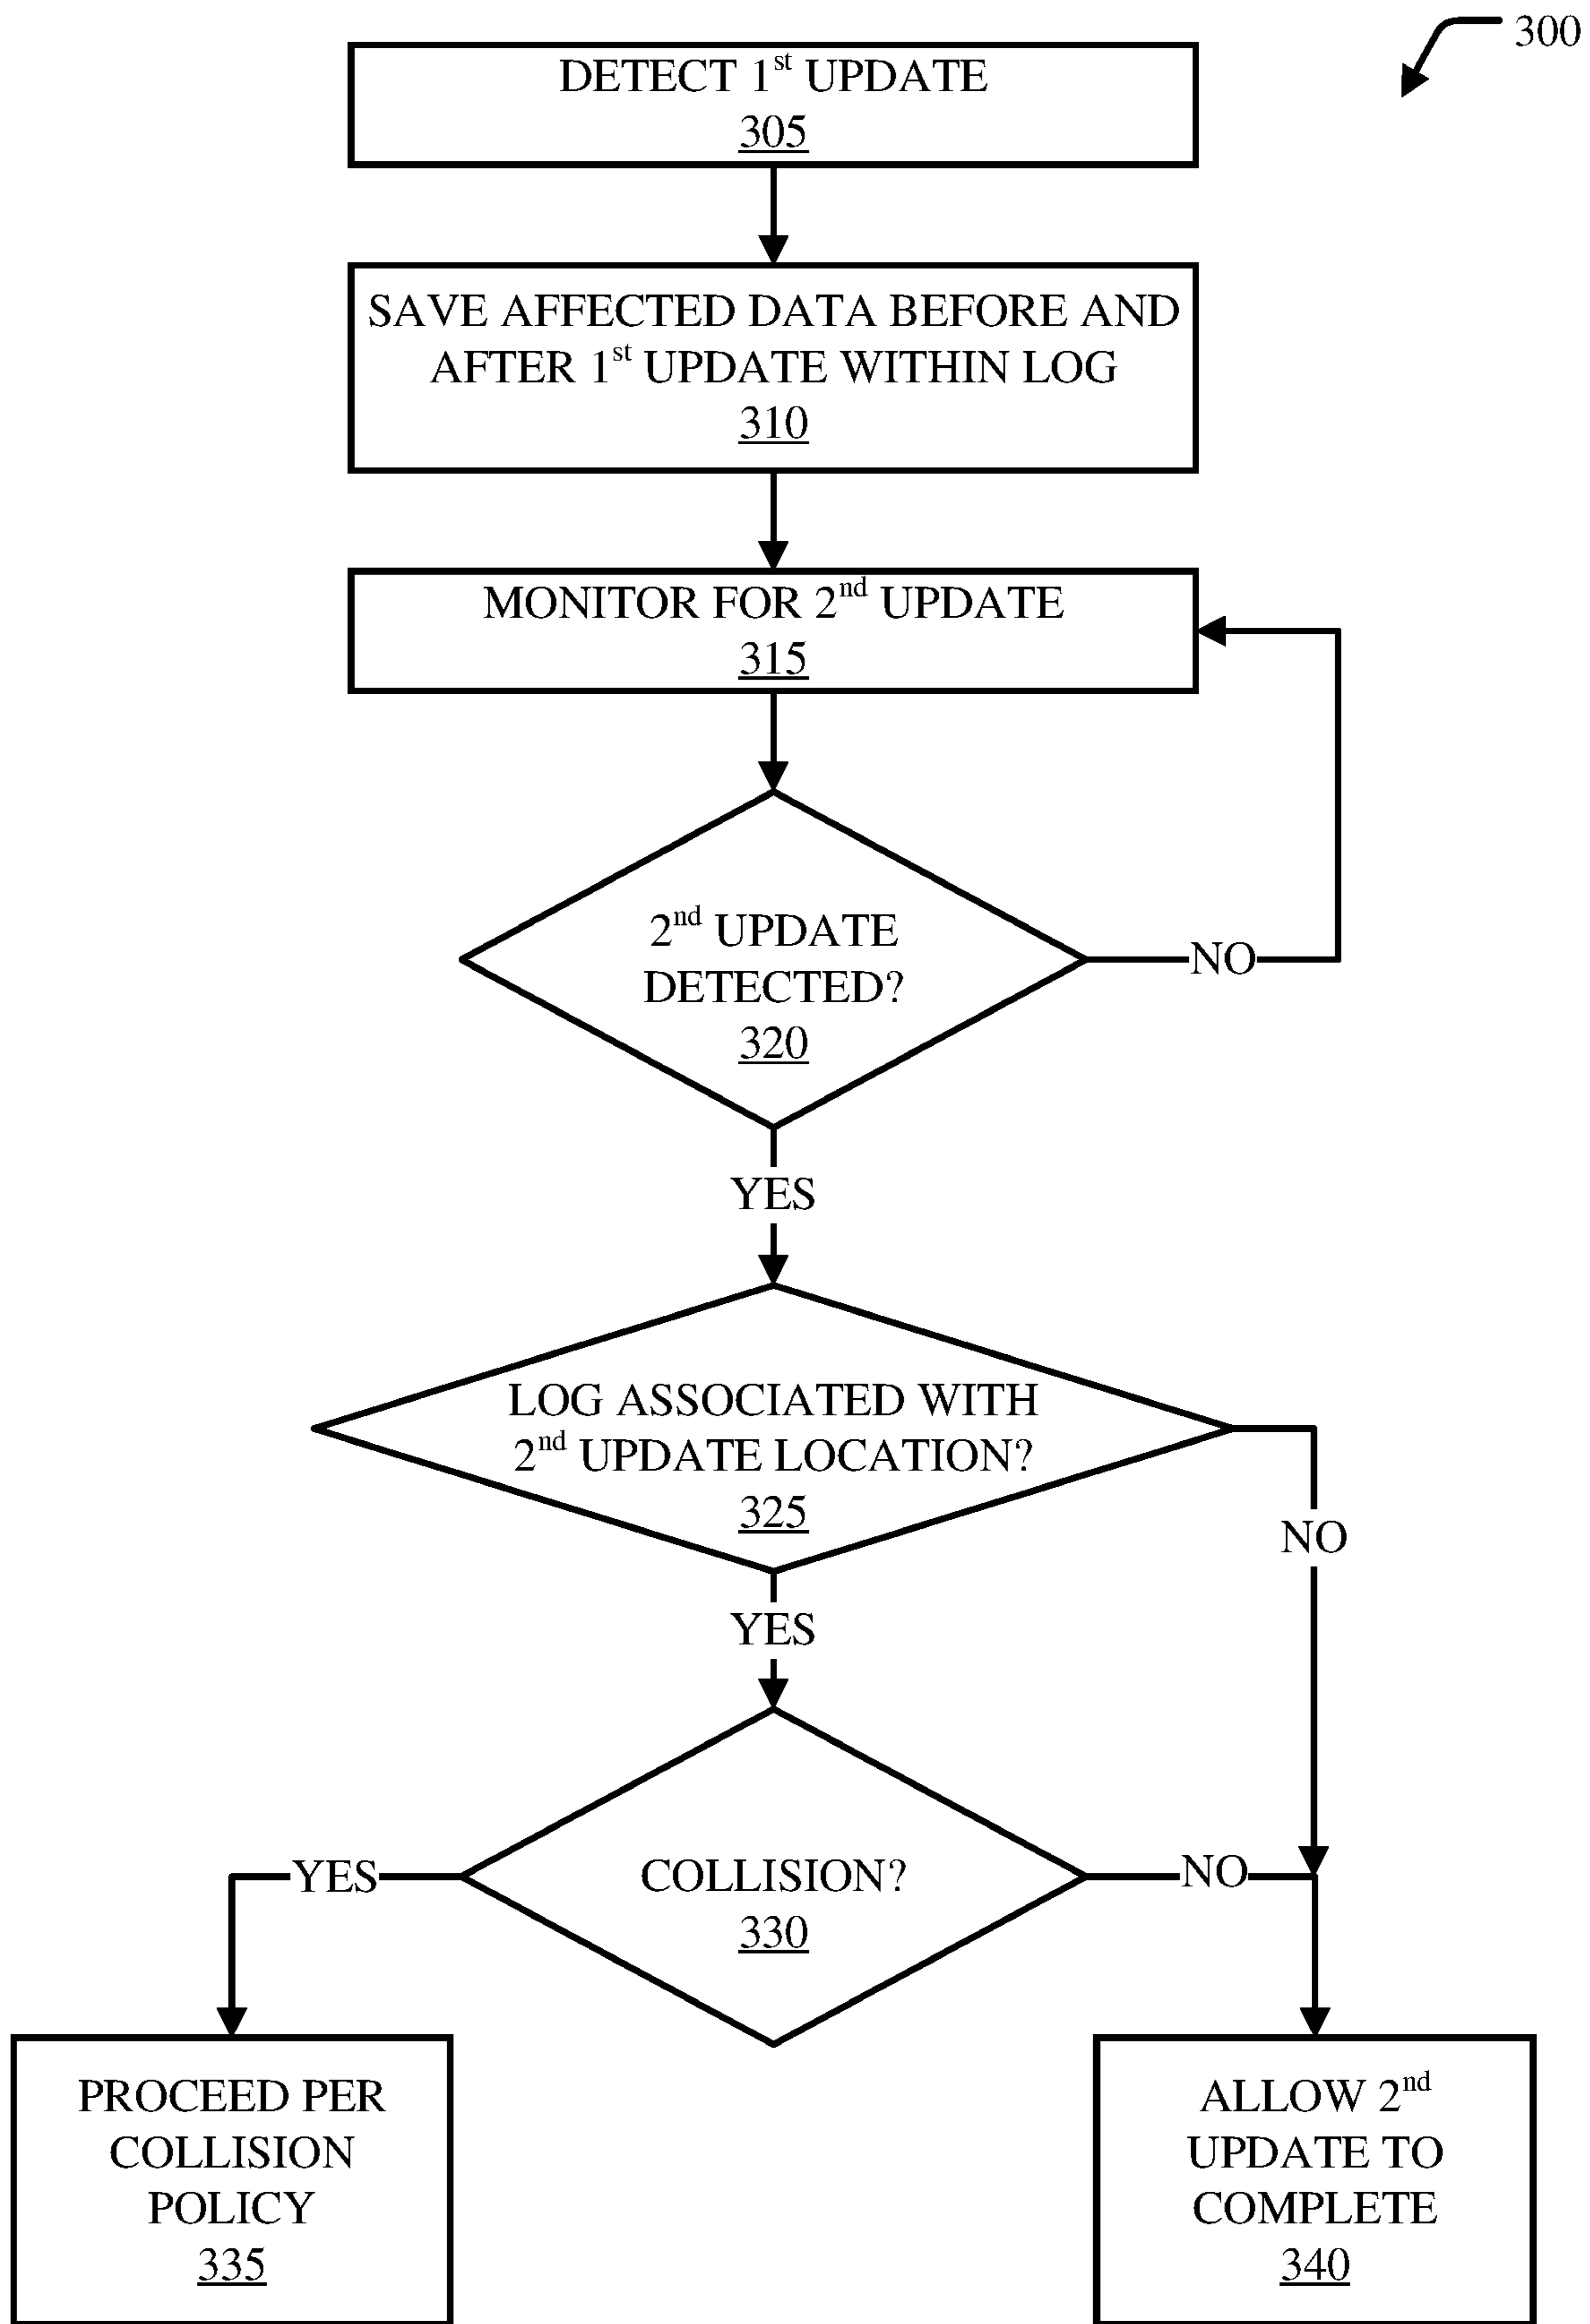 300
DETECT 1st UPDATE
305
SAVE AFFECTED DATA BEFORE AND
AFTER 1st UPDATE WITHIN LOG
310
MONITOR FOR 2nd UPDATE
315
2nd UPDATE
DETECTED?
320
NO
YES
LOG ASSOCIATED WITH
2nd UPDATE LOCATION?
325
NO
YES
COLLISION?
330
YES
NO
PROCEED PER
COLLISION
POLICY
335
ALLOW 2nd
UPDATE TO
COMPLETE
340